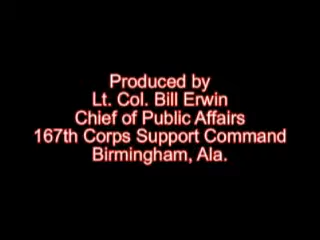 Produced by
Lt. Col. Bill Erwin
Chief of Public Affairs
167th Corps Support Command
Birmingham, Ala.